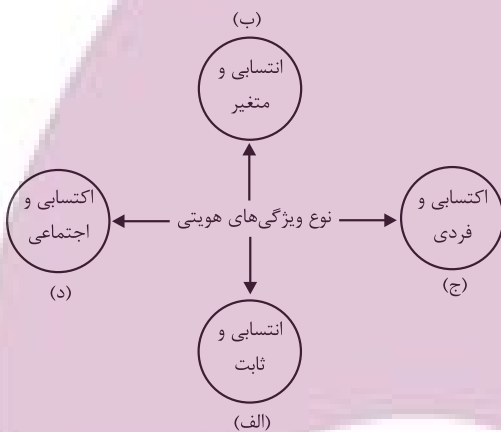 (ب)
انتسابی و
متغیر
اکتسابی و
فردی
(ج)
نوع ویژگی‌های هویتی
اکتسابی و
اجتماعی
(د)
انتسابی و
ثابت
(الف)